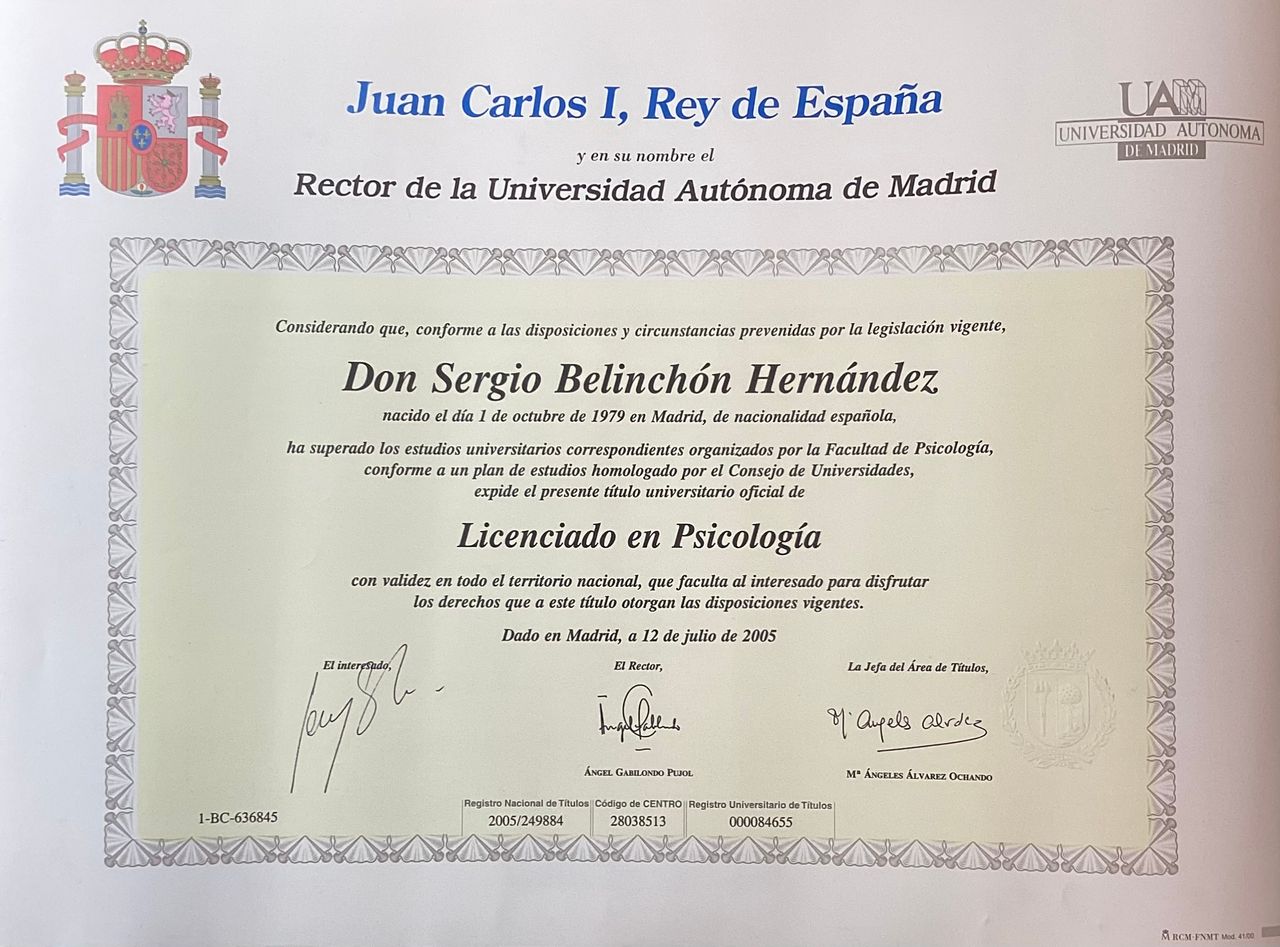 Juan Carlos I, Rey de España
UA
UNIVERSIDAD AUTONOMA
DE MADRID
y en su nombre el
Rector de la Universidad Autónoma de Madrid
Considerando que, conforme a las disposiciones y circunstancias prevenidas por la legislación vigente,
Don Sergio Belinchón Hernández
nacido el día 1 de octubre de 1979 en Madrid, de nacionalidad española,
ha superado los estudios universitarios correspondientes organizados por la Facultad de Psicología,
conforme a un plan de estudios homologado por el Consejo de Universidades,
expide el presente título universitario oficial de
Licenciado en Psicología
con validez en todo el territorio nacional, que faculta al interesado para disfrutar
los derechos que a este título otorgan las disposiciones vigentes.
Dado en Madrid, a 12 de julio de 2005
El interesado,
El Rector,
La Jefa del Área de Títulos,
ÁNGEL GABILONDO PUJOL
Mª ÁNGELES ÁLVAREZ OCHANDO
1-BC-636845
Registro Nacional de Títulos
2005/249884
Código de CENTRO
28038513
Registro Universitario de Títulos
000084655
RCM-FNMT Mod. 41/00